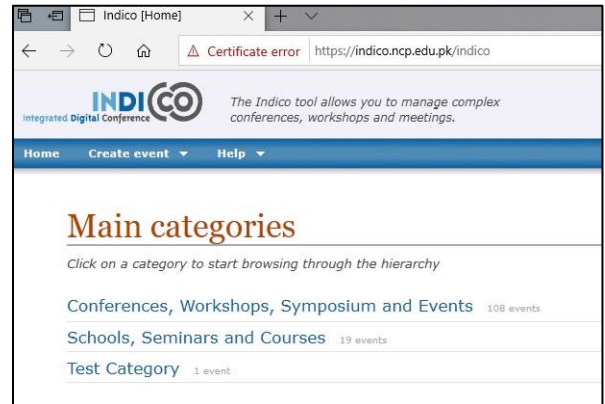 Indico [Home]
Certificate error https://indico.ncp.edu.pk/indico
INDICO
Integrated Digital Conference
The Indico tool allows you to manage complex
conferences, workshops and meetings.
Home Create event Help
Main categories
Click on a category to start browsing through the hierarchy
Conferences, Workshops, Symposium and Events 108 events
Schools, Seminars and Courses 19 events
Test Category 1 event